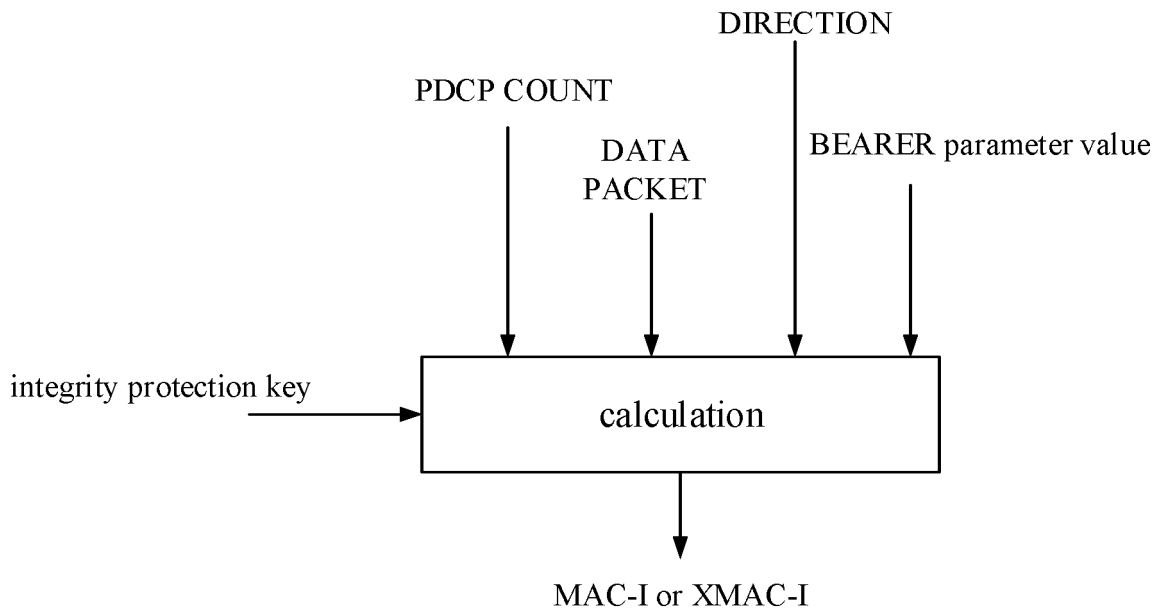 DIRECTION
PDCP COUNT
DATA
PACKET
BEARER parameter value
integrity protection key
calculation
MAC-I or XMAC-I